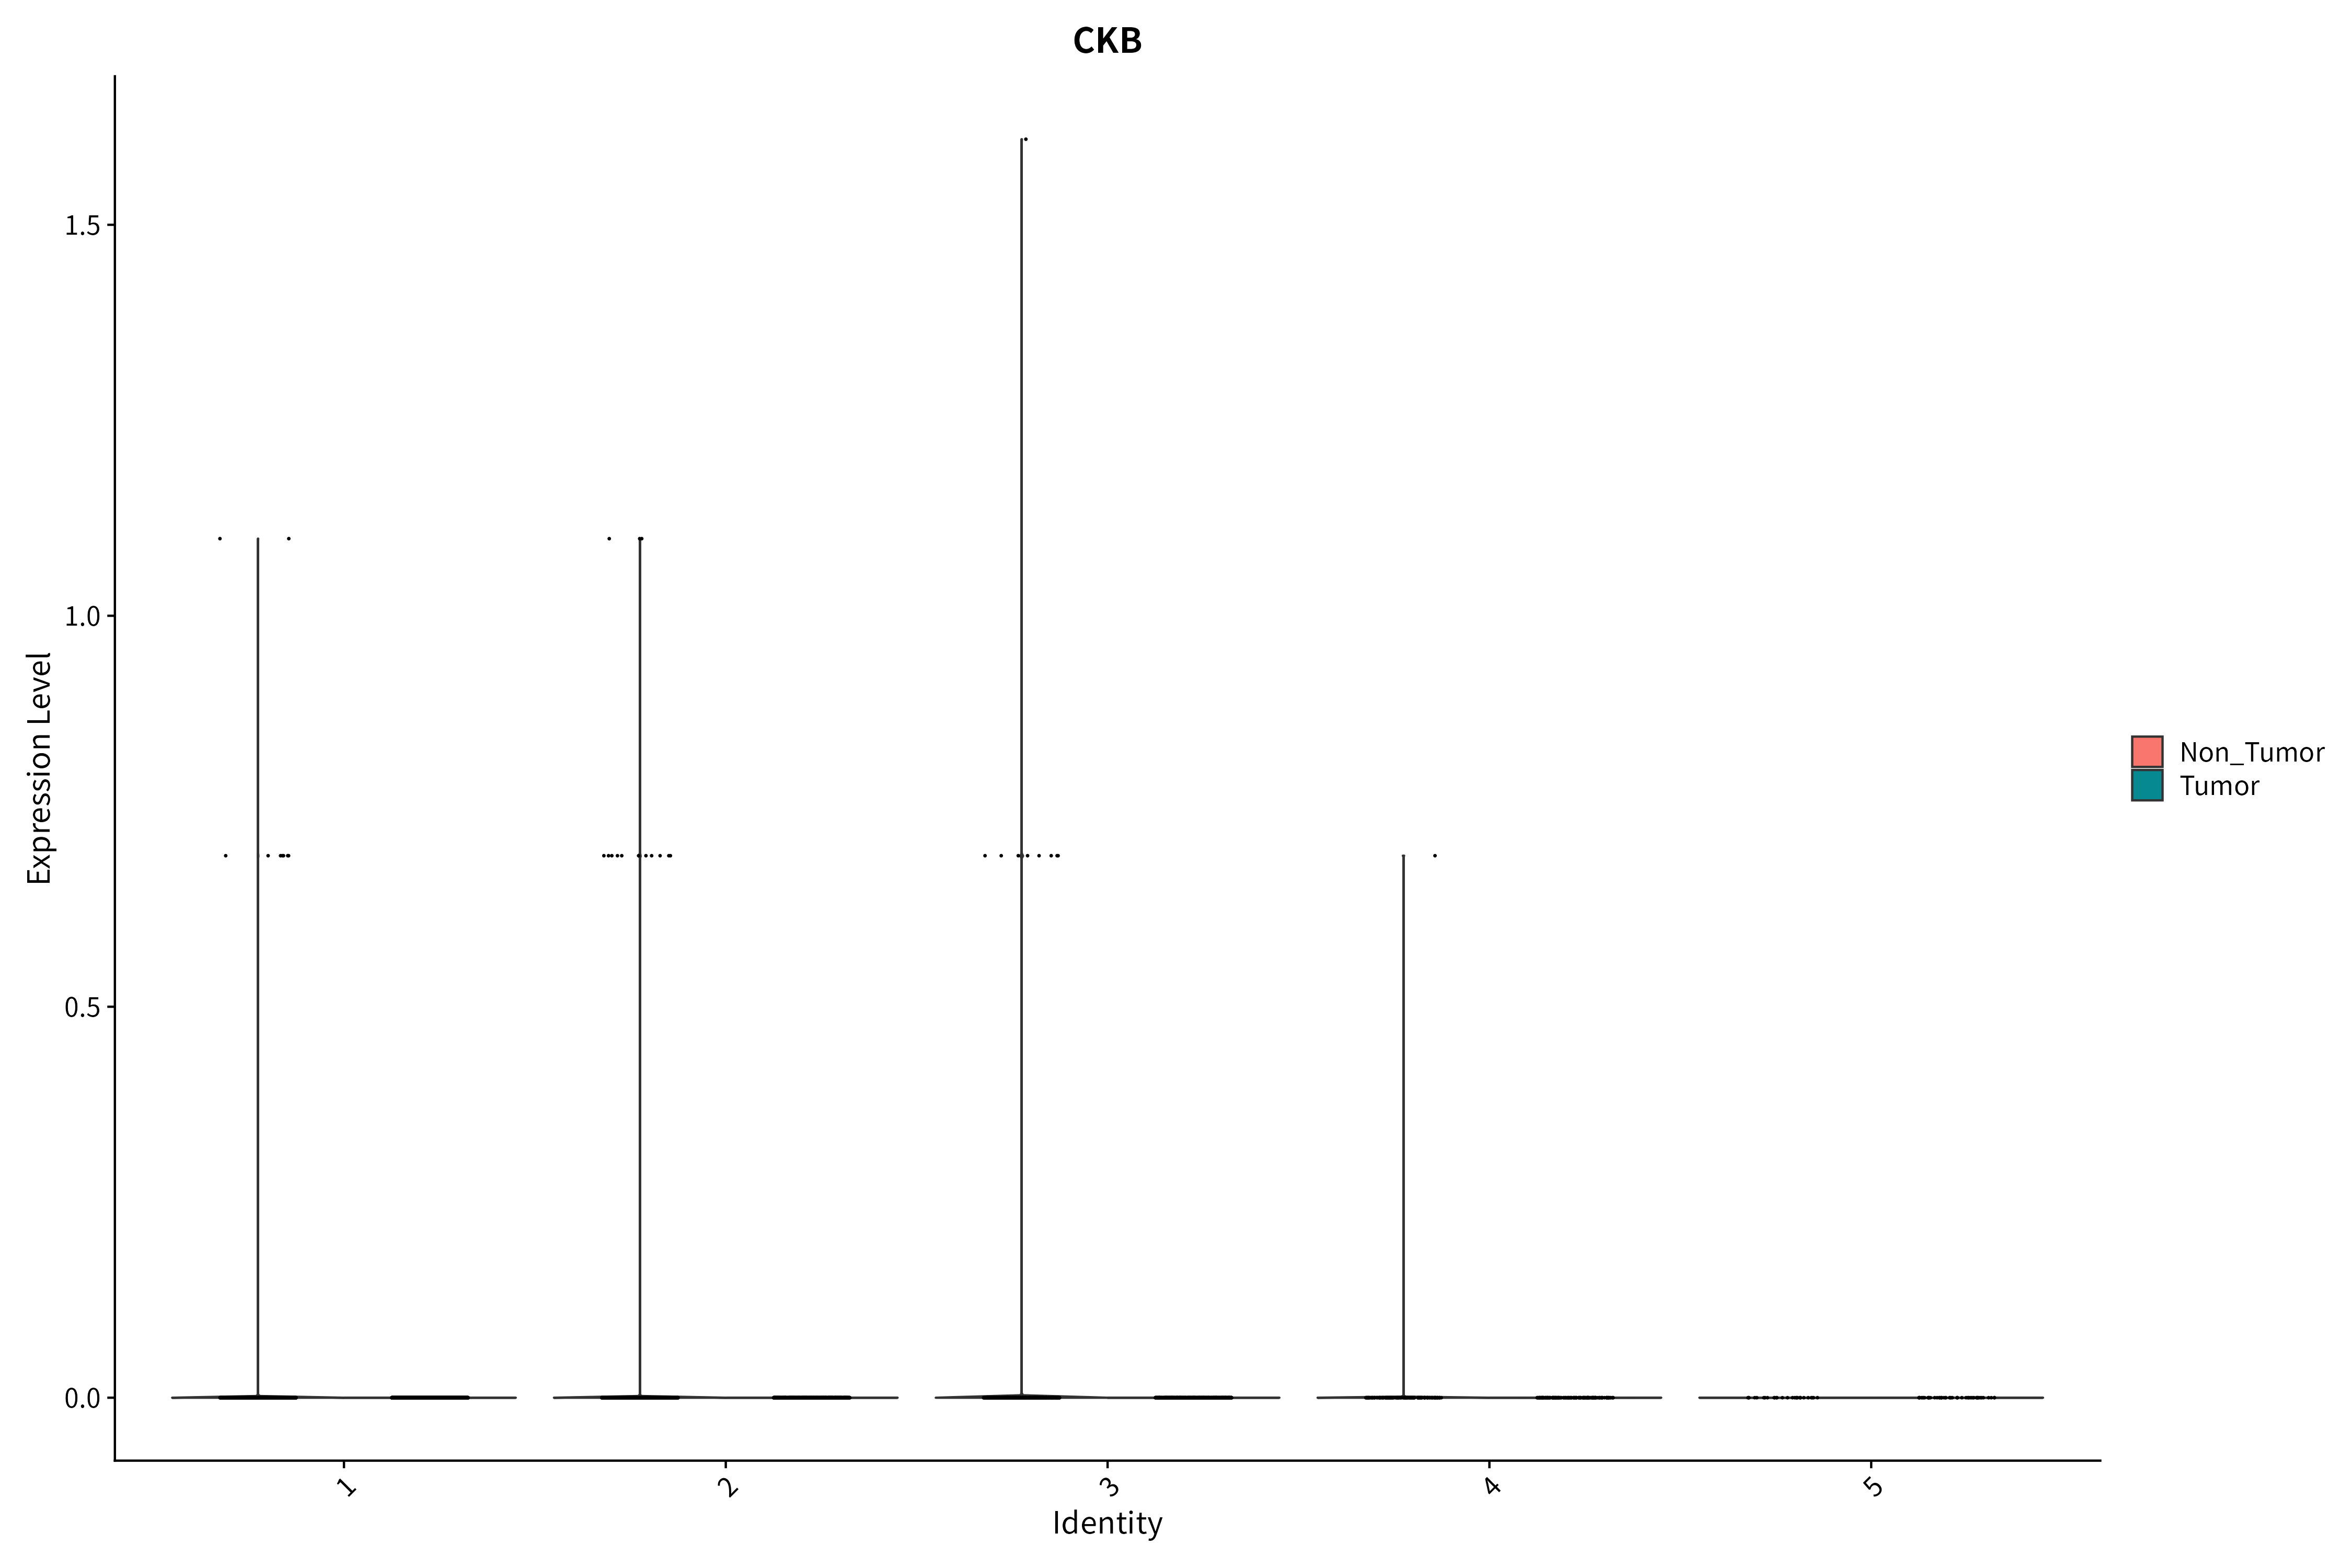 CKB
Expression Level
1.5
1.0
0.5
0.0
1
2
3
4
5
Identity
Non_Tumor
Tumor